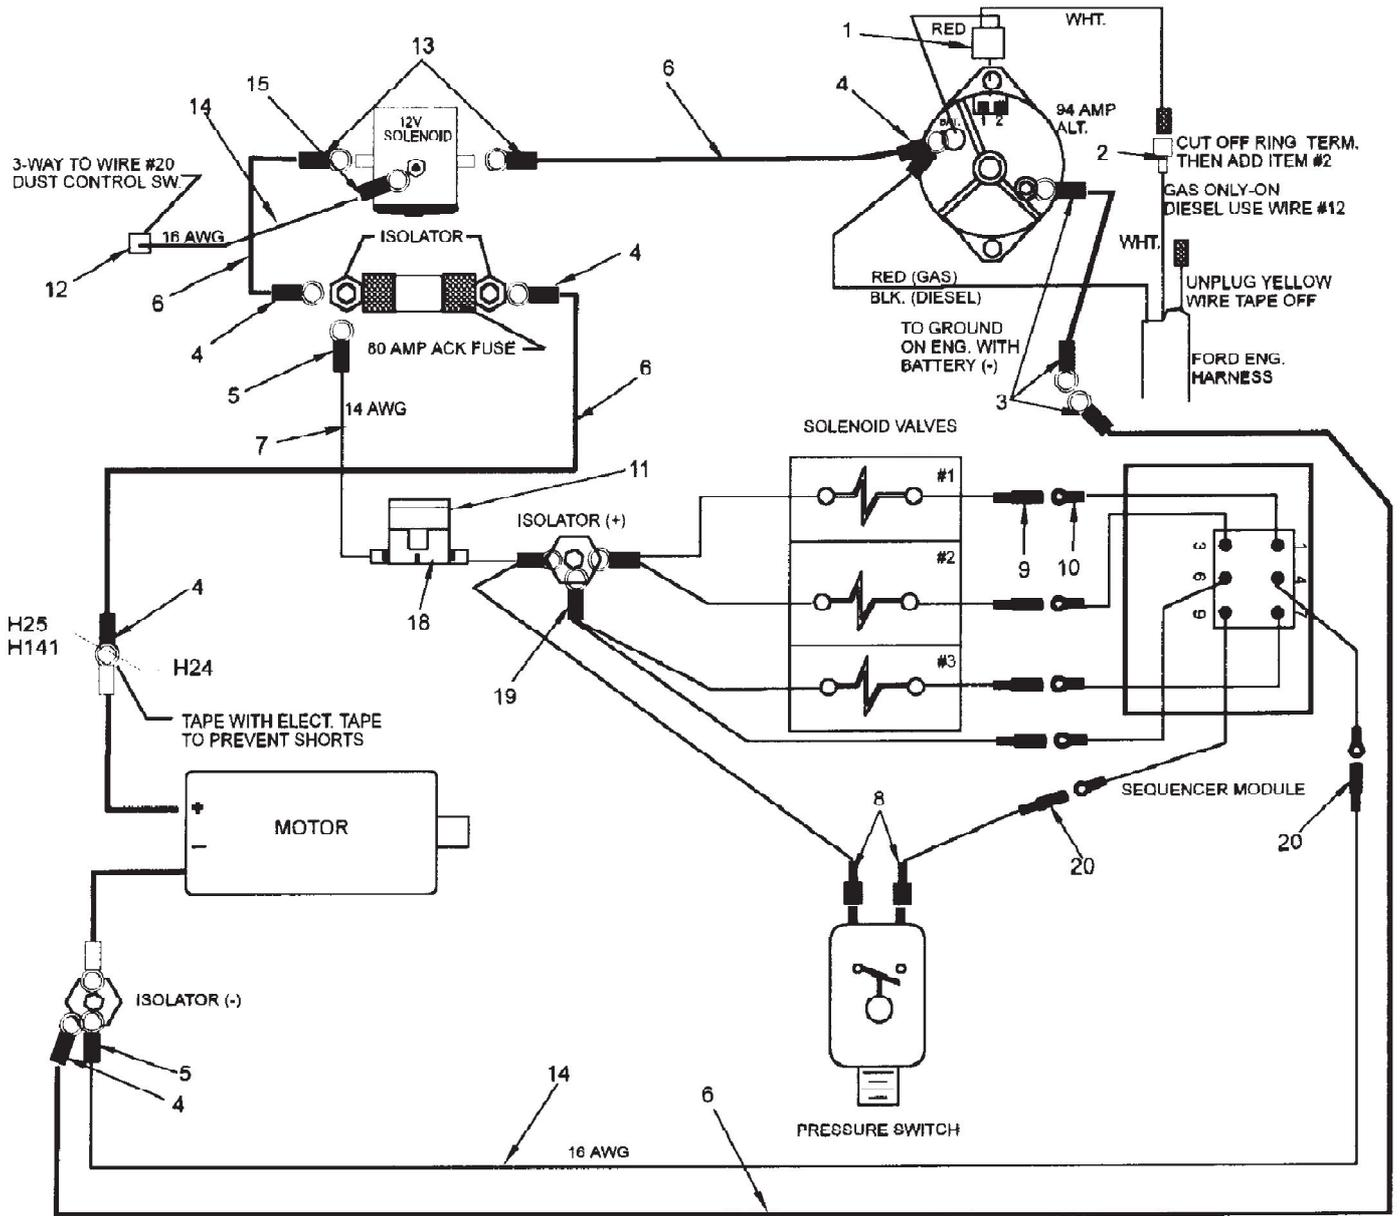 1
RED
WHT.
13
6
15
14
4
12V
SOLENOID
BAT.
1 2
94 AMP
ALT.
2
CUT OFF RING TERM.
THEN ADD ITEM #2
3-WAY TO WIRE #20
DUST CONTROL SW.
GAS ONLY-ON
DIESEL USE WIRE #12
16 AWG
ISOLATOR
WHT.
4
12
6
RED (GAS)
BLK. (DIESEL)
UNPLUG YELLOW
WIRE TAPE OFF
4
80 AMP ACK FUSE
TO GROUND
ON ENG. WITH
BATTERY (-)
FORD ENG.
HARNESS
5
6
3
14 AWG
7
SOLENOID VALVES
11
#1
ISOLATOR (+)
3
1
#2
9
10
6
4
4
18
9
7
H25
H141
H24
#3
19
TAPE WITH ELECT. TAPE
TO PREVENT SHORTS
SEQUENCER MODULE
8
+
MOTOR
–
20
20
ISOLATOR (-)
5
4
14
6
PRESSURE SWITCH
16 AWG